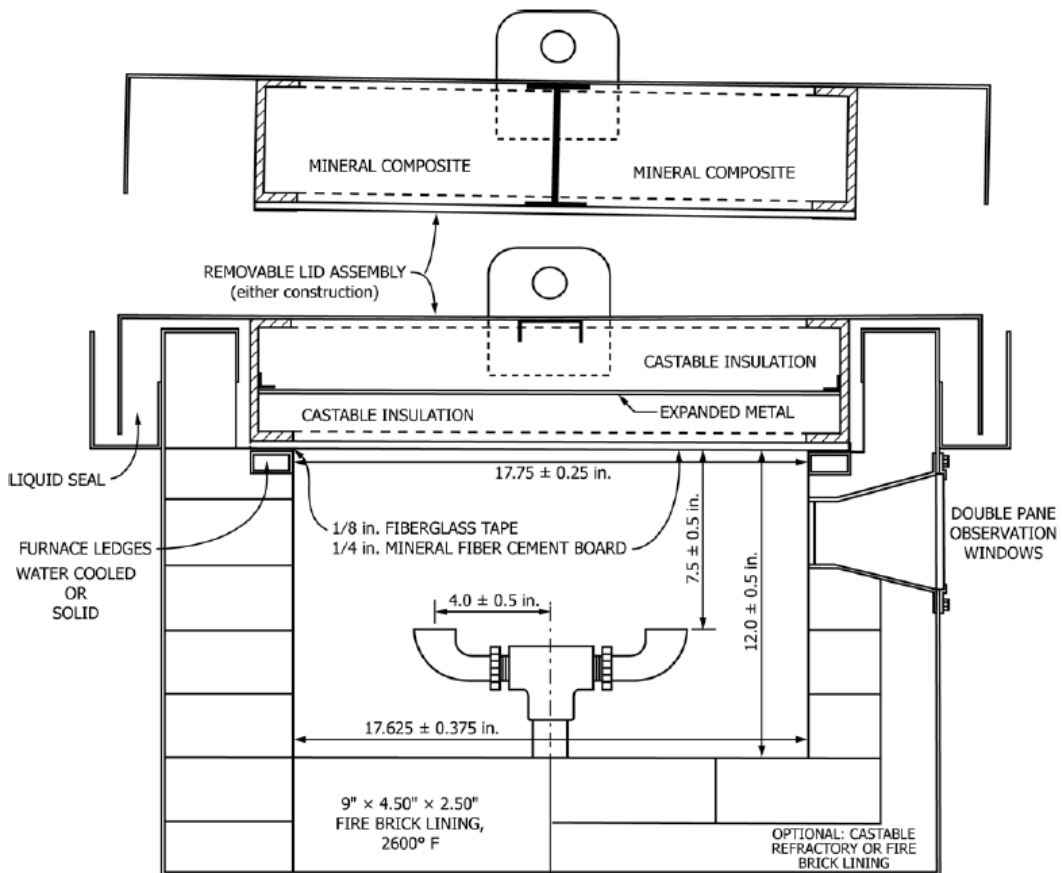 MINERAL COMPOSITE
MINERAL COMPOSITE
REMOVABLE LID ASSEMBLY
(either construction)
CASTABLE INSULATION
CASTABLE INSULATION
EXPANDED METAL
LIQUID SEAL
17.75 ± 0.25 in.
1/8 in. FIBERGLASS TAPE
1/4 in. MINERAL FIBER CEMENT BOARD
FURNACE LEDGES
WATER COOLED
OR
SOLID
7.5 ± 0.5 in.
12.0 ± 0.5 in.
DOUBLE PANE
OBSERVATION
WINDOWS
4.0 ± 0.5 in.
17.625 ± 0.375 in.
9" × 4.50" × 2.50"
FIRE BRICK LINING,
2600° F
OPTIONAL: CASTABLE
REFRACTORY OR FIRE
BRICK LINING